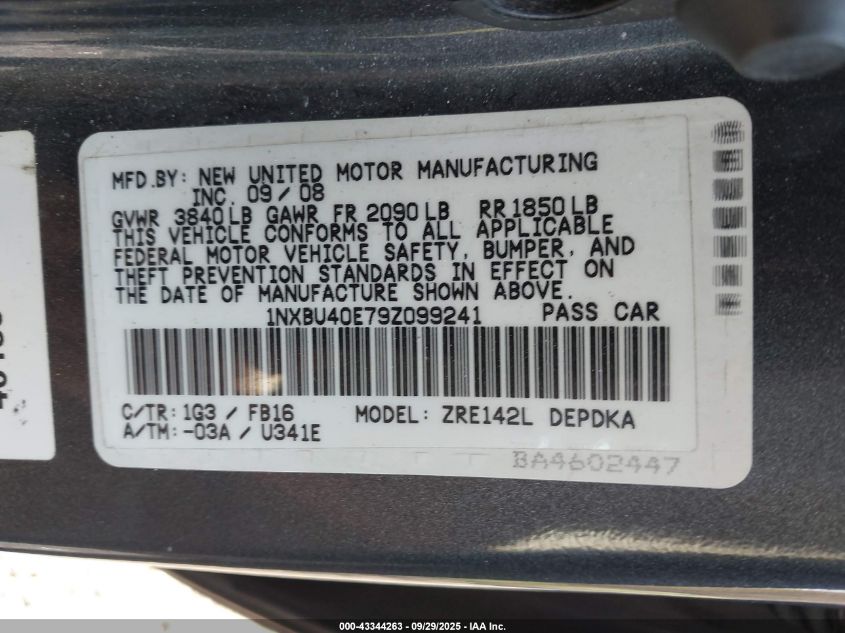 MFD.BY: NEW UNITED MOTOR MANUFACTURING
INC. 09/08
GVWR 3840LB GAWR FR 2090LB RR1850LB
THIS VEHICLE CONFORMS TO ALL APPLICABLE
FEDERAL MOTOR VEHICLE SAFETY, BUMPER, AND
THEFT PREVENTION STANDARDS IN EFFECT ON
THE DATE OF MANUFACTURE SHOWN ABOVE.
1NXBU40E79Z099241 PASS CAR
C/TR: 1G3 / FB16 MODEL: ZRE142L DEPDKA
A/TM: -03A / U341E
BA4602447
000-43344263 - 09/29/2025 - IAA Inc.